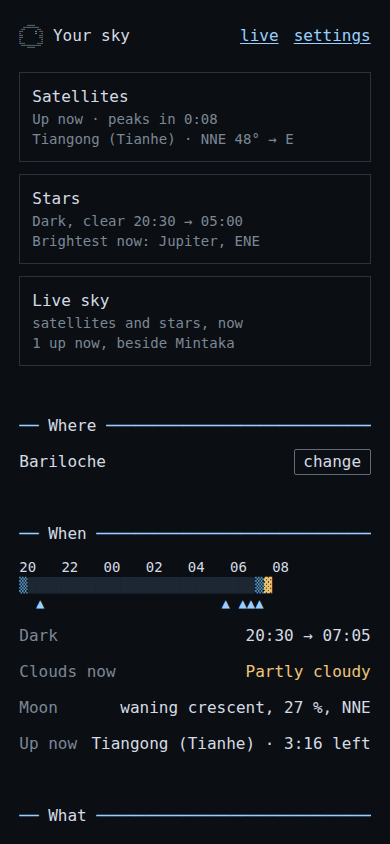 Your sky live settings
Satellites
Up now · peaks in 0:08
Tiangong (Tianhe) · NNE 48° → E
Stars
Dark, clear 20:30 → 05:00
Brightest now: Jupiter, ENE
Live sky
satellites and stars, now
1 up now, beside Mintaka
Where
Bariloche change
When
20 22 00 02 04 06 08
Dark 20:30 → 07:05
Clouds now Partly cloudy
Moon waning crescent, 27 %, NNE
Up now Tiangong (Tianhe) · 3:16 left
What